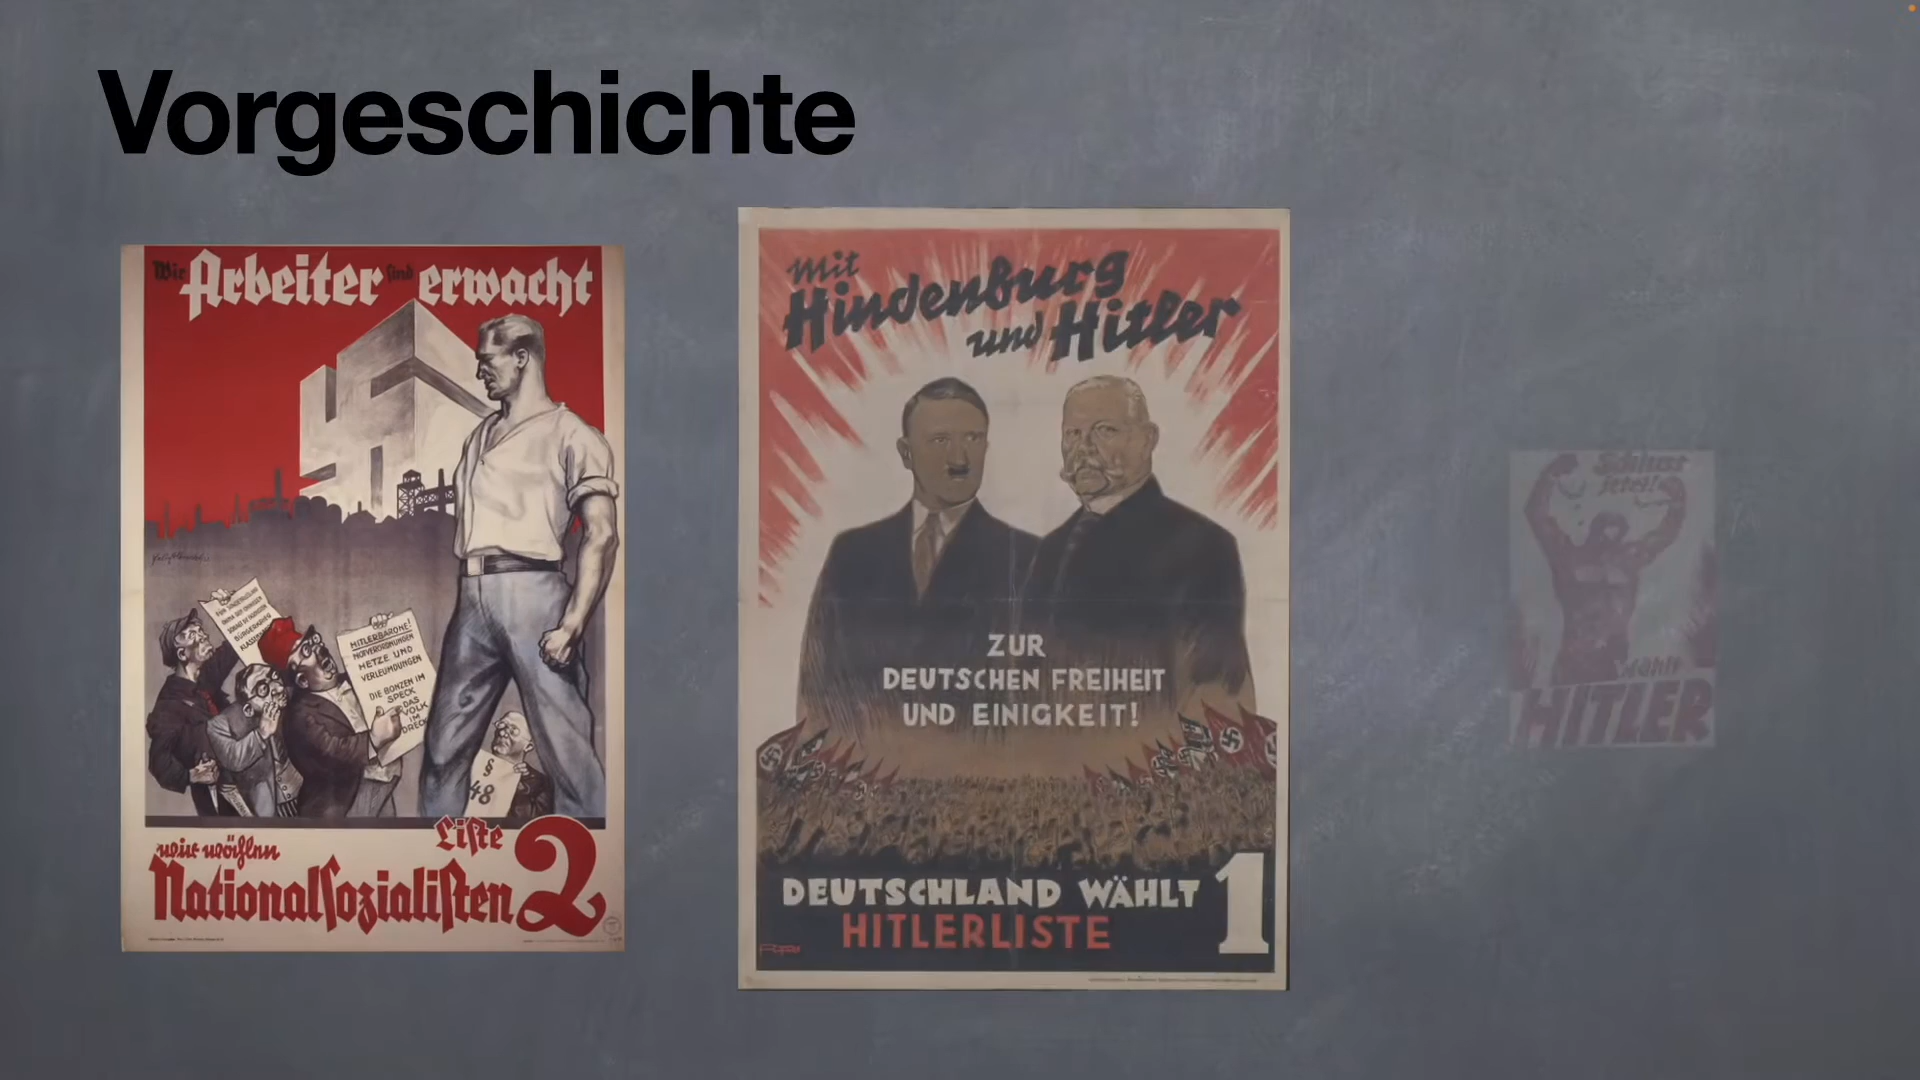 Vorgeschichte
Wir Arbeiter sind erwacht
HITLERBARONE!
NOTVERORDNUNGEN
HETZE UND
VERLEUMDUNGEN
DIE BONZEN IM
SPECK
DAS
VOLK
IM
DRECK
BÜRGERKRIEG
§
48
Liste 2
wir wählen
Nationalsozialisten
Mit
Hindenburg
und Hitler
ZUR
DEUTSCHEN FREIHEIT
UND EINIGKEIT!
DEUTSCHLAND WÄHLT
HITLERLISTE
1
Schluss
jetzt!
wählt
HITLER